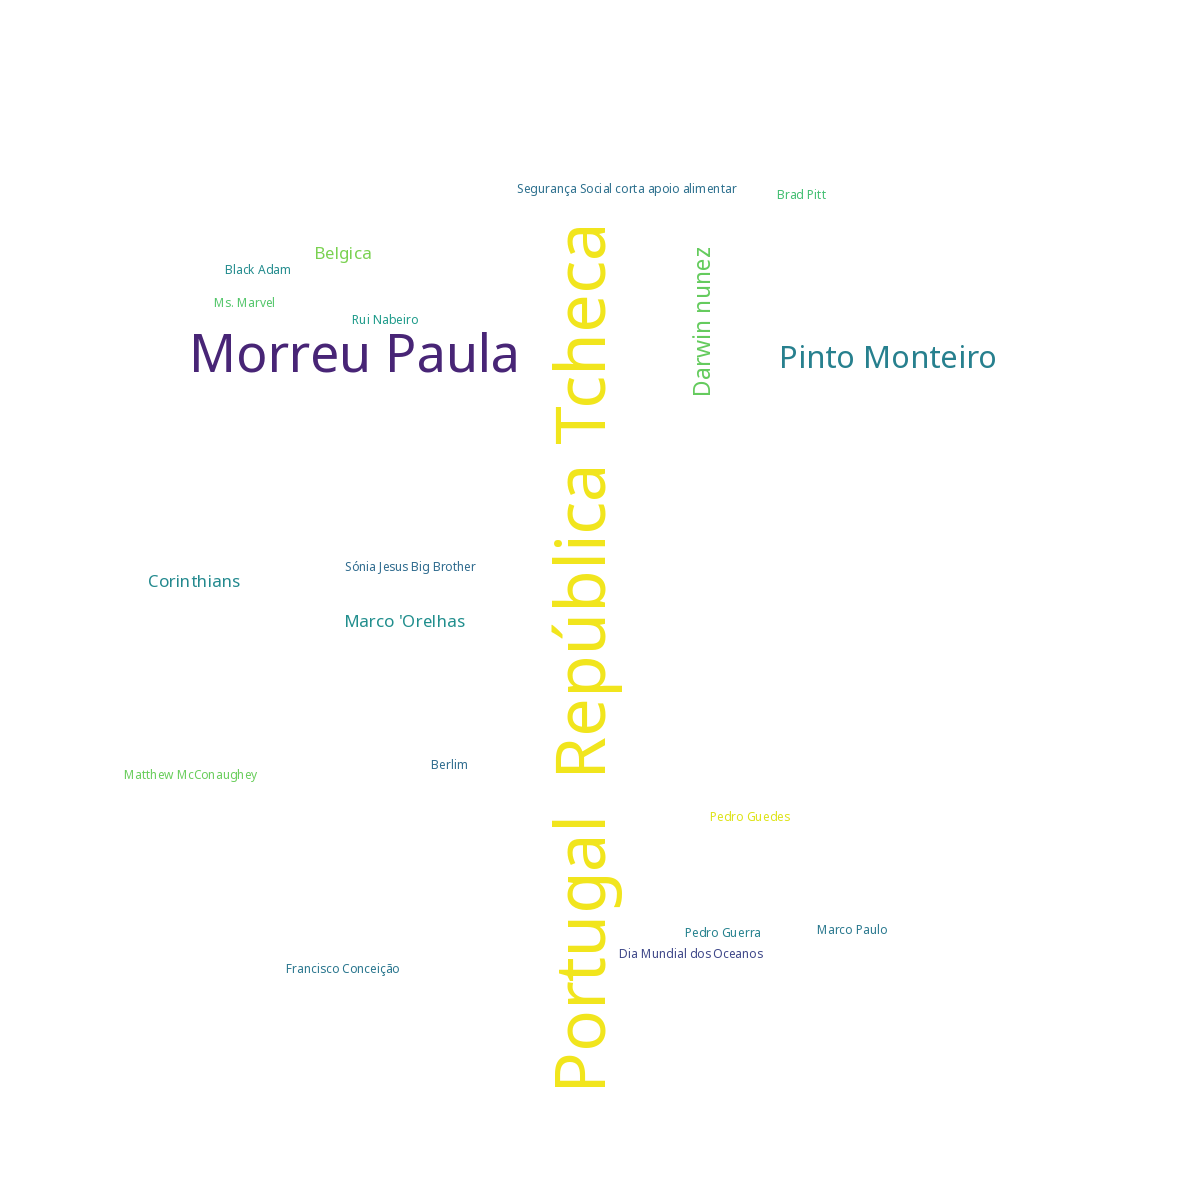 Segurança Social corta apoio alimentar
Brad Pitt
Belgica
Black Adam
Ms. Marvel
Rui Nabeiro
Morreu Paula
Portugal República Tcheca
Darwin nunez
Pinto Monteiro
Sónia Jesus Big Brother
Corinthians
Marco 'Orelhas
Berlim
Matthew McConaughey
Pedro Guedes
Pedro Guerra
Marco Paulo
Dia Mundial dos Oceanos
Francisco Conceição